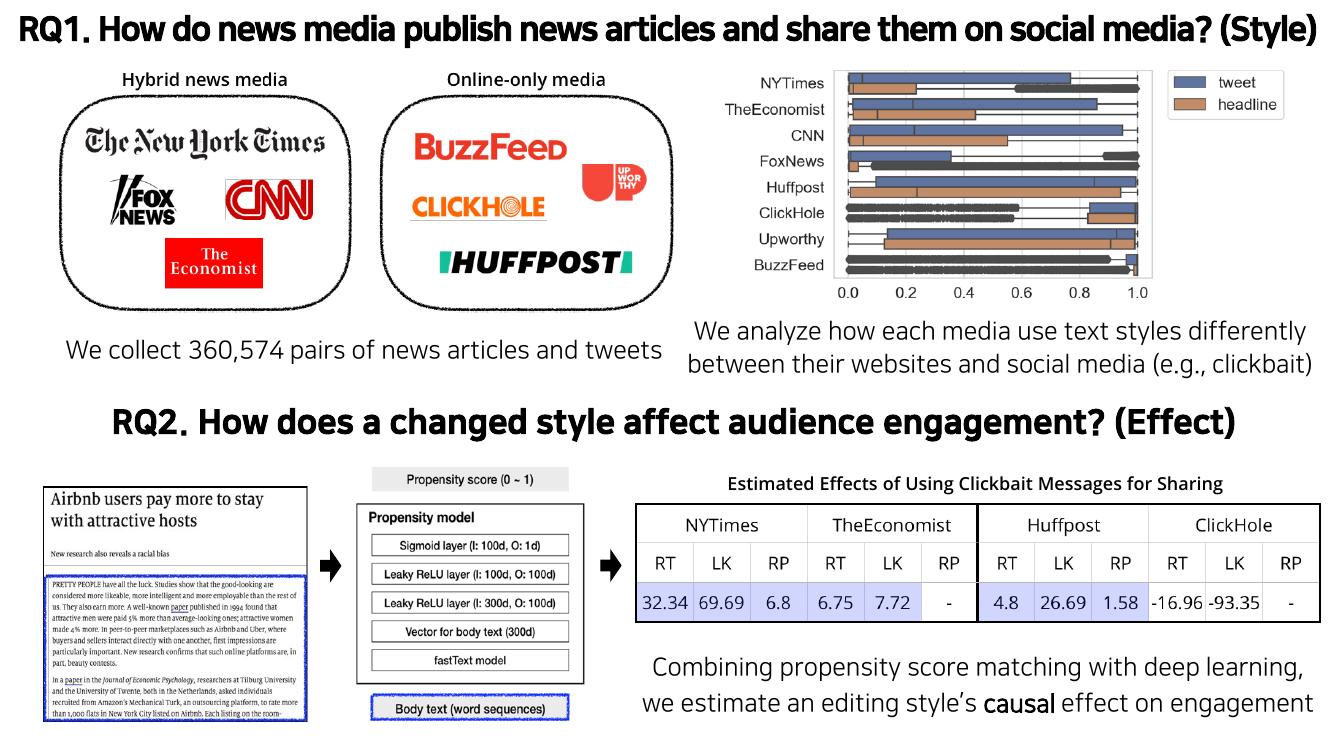 RQ1. How do news media publish news articles and share them on social media? (Style)
Hybrid news media
Online-only media
The New York Times
FOX
NEWS
CNN
The
Economist
BuzzFeed
UP
WOR
THY
CLICKHOLE
HUFFPOST
We collect 360,574 pairs of news articles and tweets
NYTimes
TheEconomist
CNN
FoxNews
Huffpost
ClickHole
Upworthy
BuzzFeed
0.0 0.2 0.4 0.6 0.8 1.0
tweet
headline
We analyze how each media use text styles differently
between their websites and social media (e.g., clickbait)
RQ2. How does a changed style affect audience engagement? (Effect)
Airbnb users pay more to stay
with attractive hosts
New research also reveals a racial bias
PRETTY PEOPLE have all the luck. Studies show that the good-looking are
considered more likeable, more intelligent and more employable than the rest of
us. They also earn more. A well-known paper published in 1994 found that
attractive men were paid 5% more than average-looking ones; attractive women
made 4% more. In peer-to-peer marketplaces such as Airbnb and Uber, where
buyers and sellers interact directly with one another, first impressions are
particularly important. New research confirms that such online platforms are, in
part, beauty contests.
In a paper in the Journal of Economic Psychology, researchers at Tilburg University
and the University of Twente, both in the Netherlands, asked individuals
recruited from Amazon's Mechanical Turk, an outsourcing platform, to rate more
than 1,000 flats in New York City listed on Airbnb. Each listing on the room-
Propensity score (0 ~ 1)
Propensity model
Sigmoid layer (I: 100d, O: 1d)
Leaky ReLU layer (I: 100d, O: 100d)
Leaky ReLU layer (I: 300d, O: 100d)
Vector for body text (300d)
fastText model
Body text (word sequences)
Estimated Effects of Using Clickbait Messages for Sharing
NYTimes TheEconomist Huffpost ClickHole
RT LK RP RT LK RP RT LK RP RT LK RP
32.34 69.69 6.8 6.75 7.72 - 4.8 26.69 1.58 -16.96 -93.35 -
Combining propensity score matching with deep learning,
we estimate an editing style's causal effect on engagement